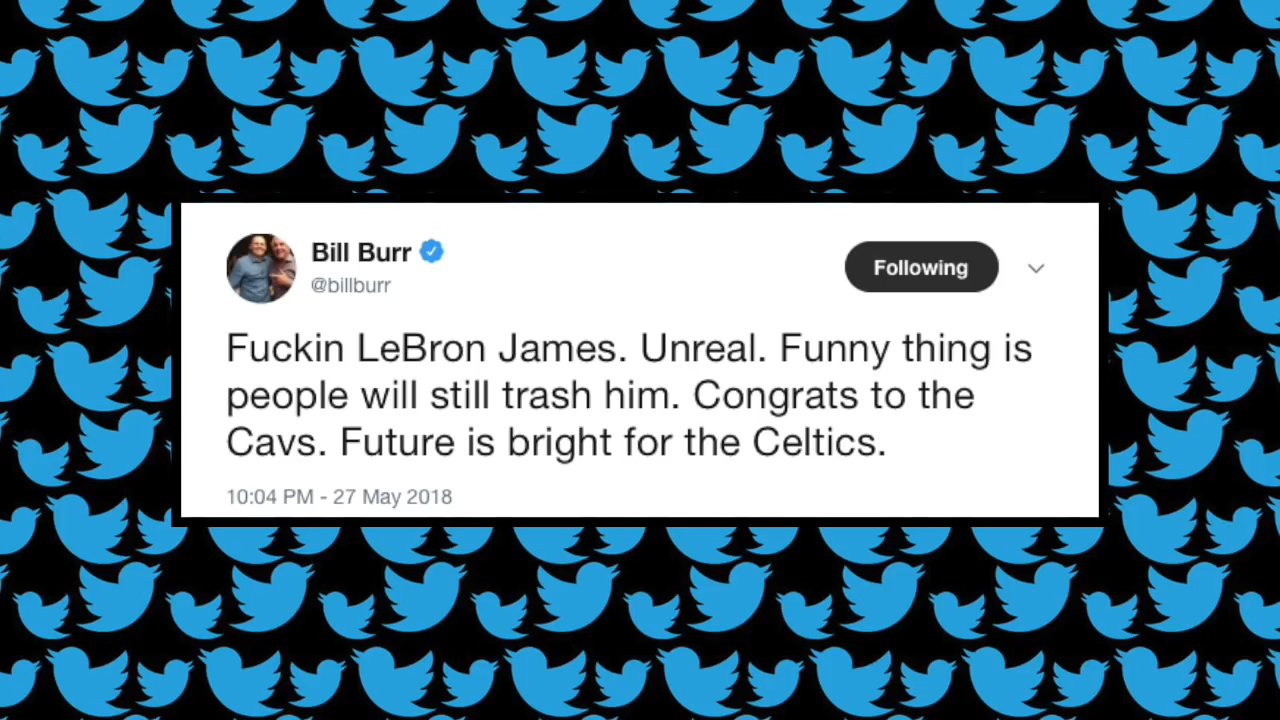 Bill Burr
@billburr
Following
Fuckin LeBron James. Unreal. Funny thing is
people will still trash him. Congrats to the
Cavs. Future is bright for the Celtics.
10:04 PM - 27 May 2018